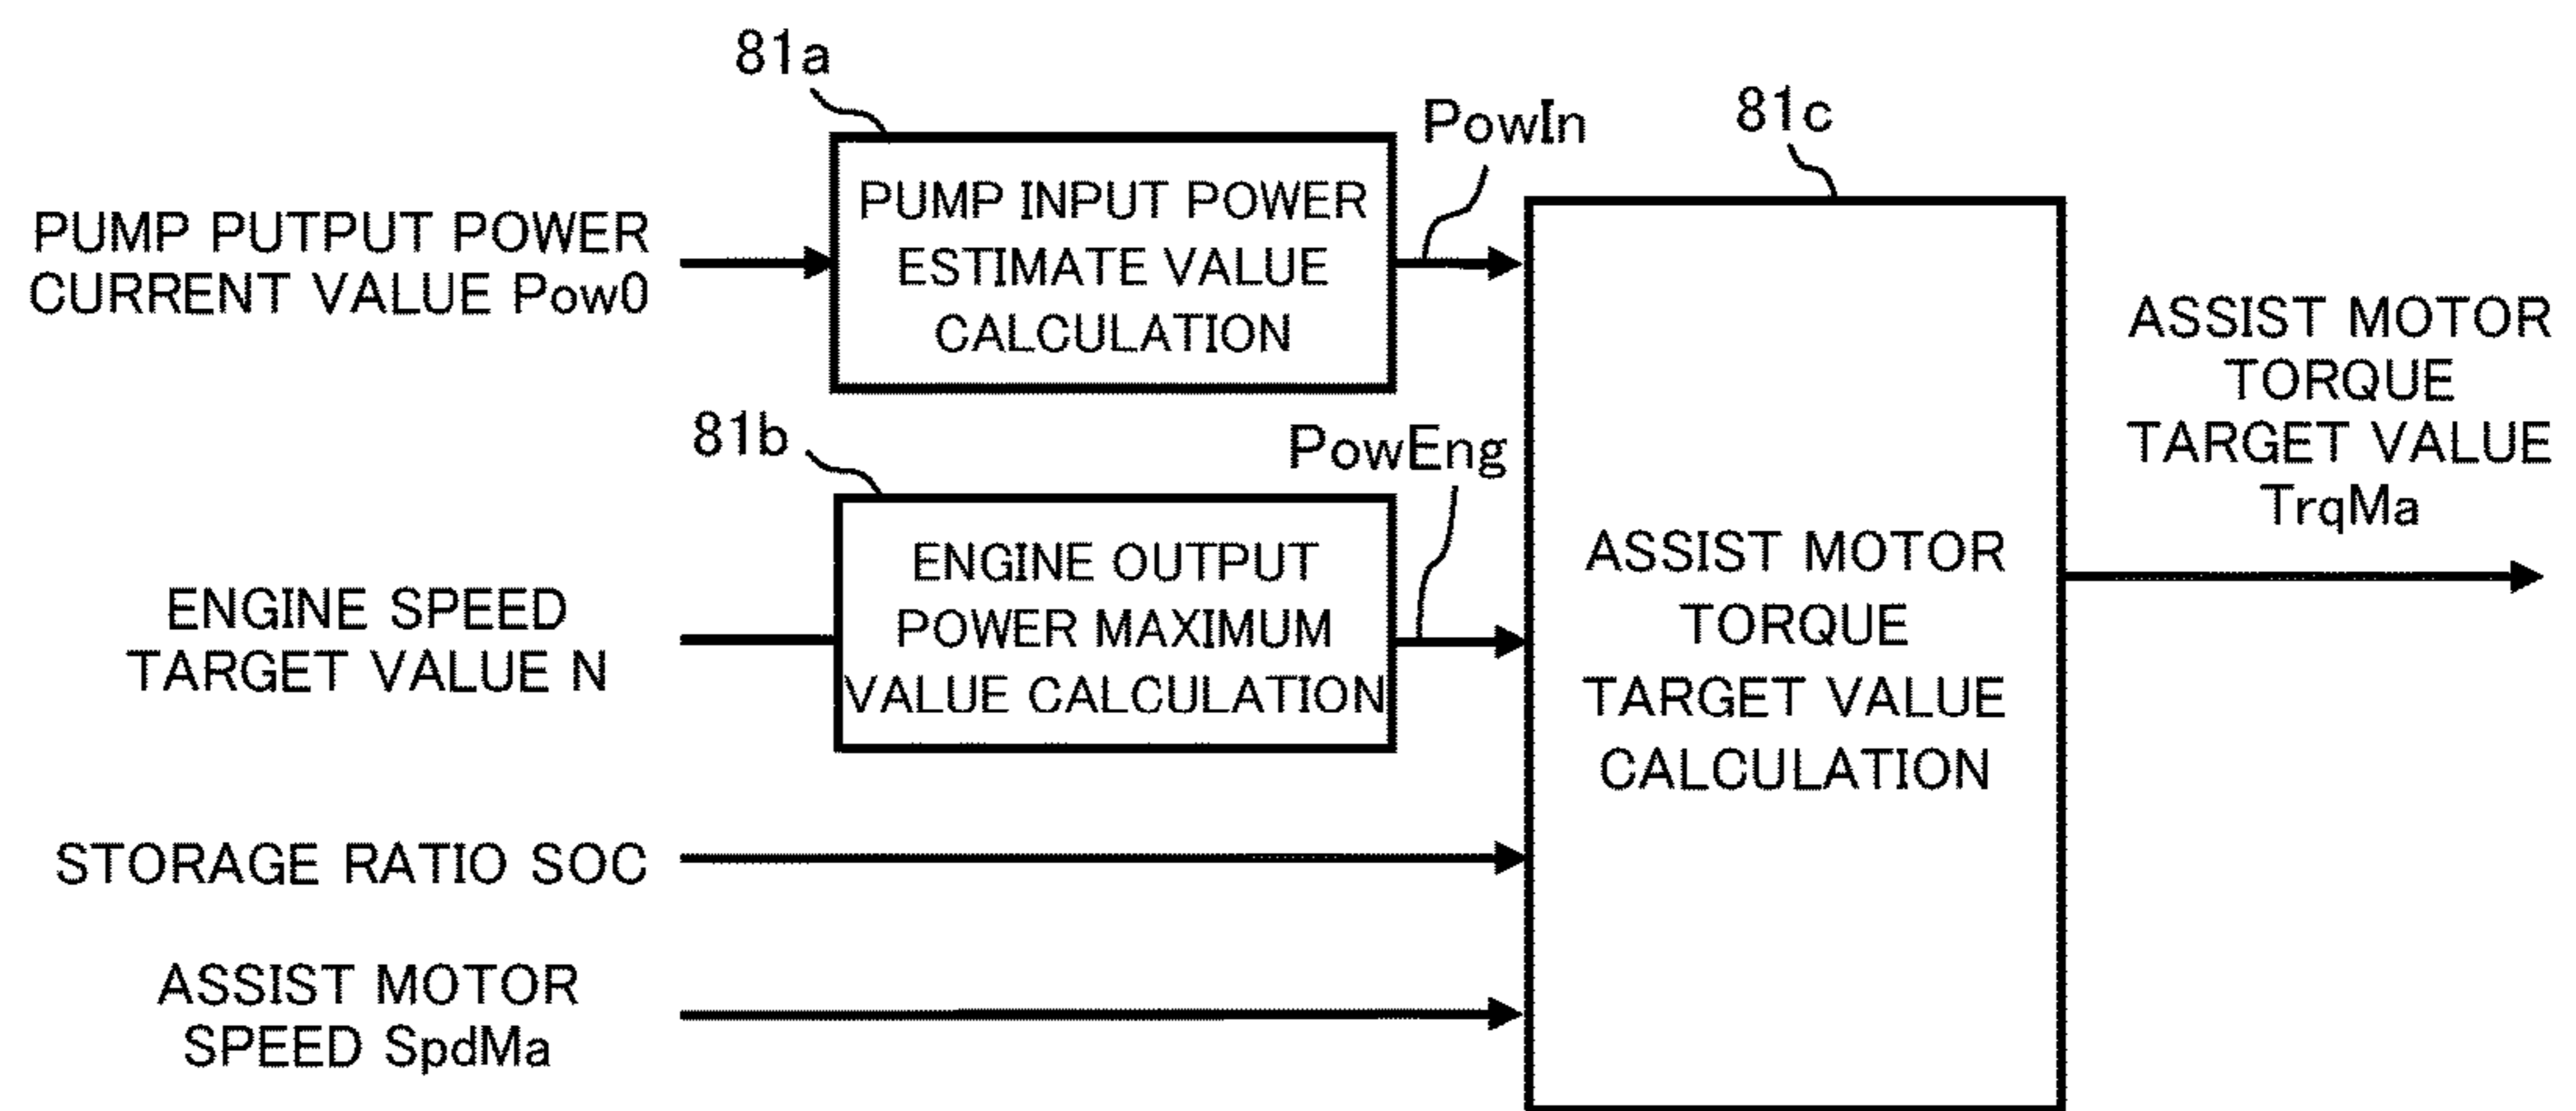 81a
PUMP PUTPUT POWER
CURRENT VALUE Pow0
PUMP INPUT POWER
ESTIMATE VALUE
CALCULATION
PowIn
81c
81b
ENGINE SPEED
TARGET VALUE N
ENGINE OUTPUT
POWER MAXIMUM
VALUE CALCULATION
PowEng
STORAGE RATIO SOC
ASSIST MOTOR
SPEED SpdMa
ASSIST MOTOR
TORQUE
TARGET VALUE
CALCULATION
ASSIST MOTOR
TORQUE
TARGET VALUE
TrqMa